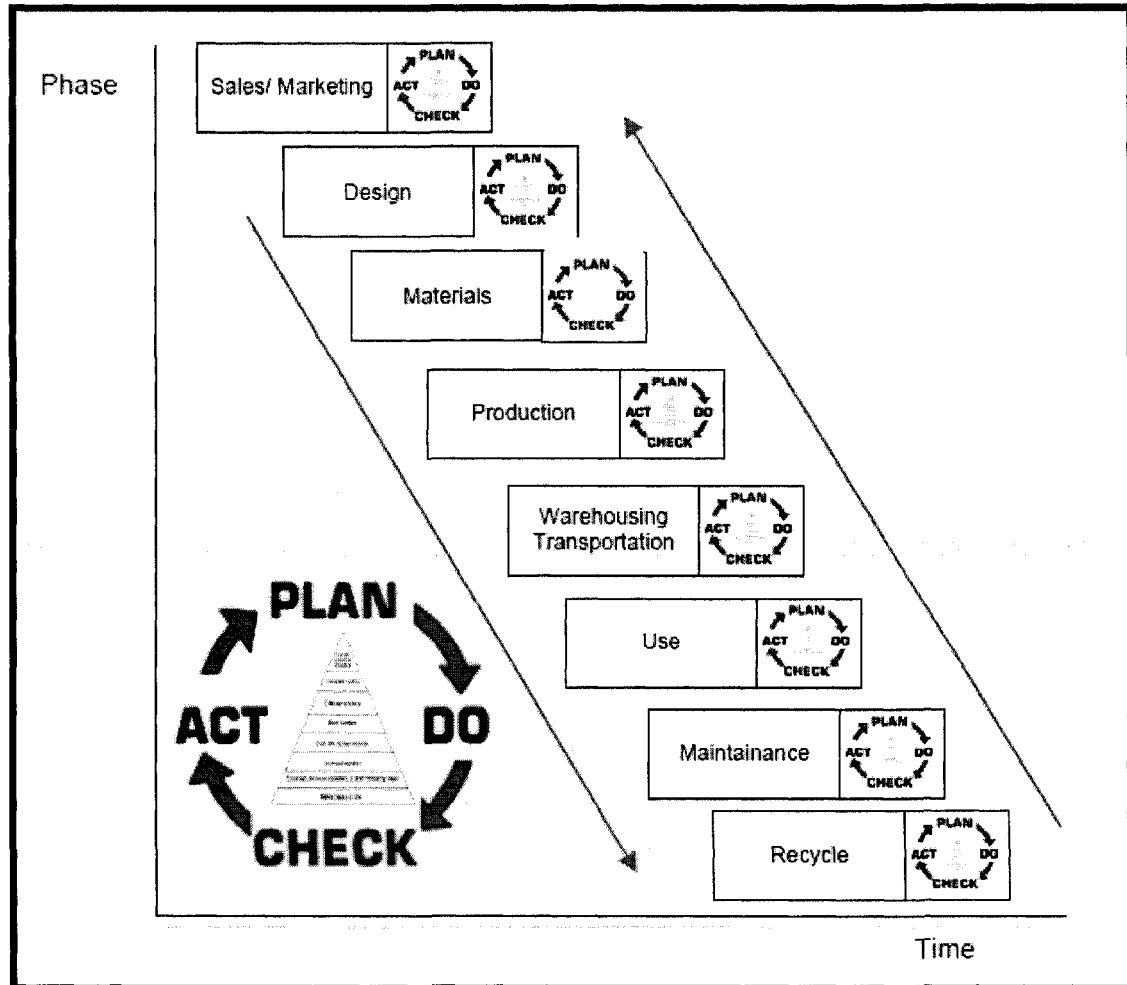 Phase
Sales/ Marketing
PLAN
ACT
DO
CHECK
Design
PLAN
ACT
DO
CHECK
Materials
PLAN
ACT
DO
CHECK
Production
PLAN
ACT
DO
CHECK
Warehousing
Transportation
PLAN
ACT
DO
CHECK
Use
PLAN
ACT
DO
CHECK
Maintainance
PLAN
ACT
DO
CHECK
Recycle
PLAN
ACT
DO
CHECK
PLAN
ACT
DO
CHECK
Time